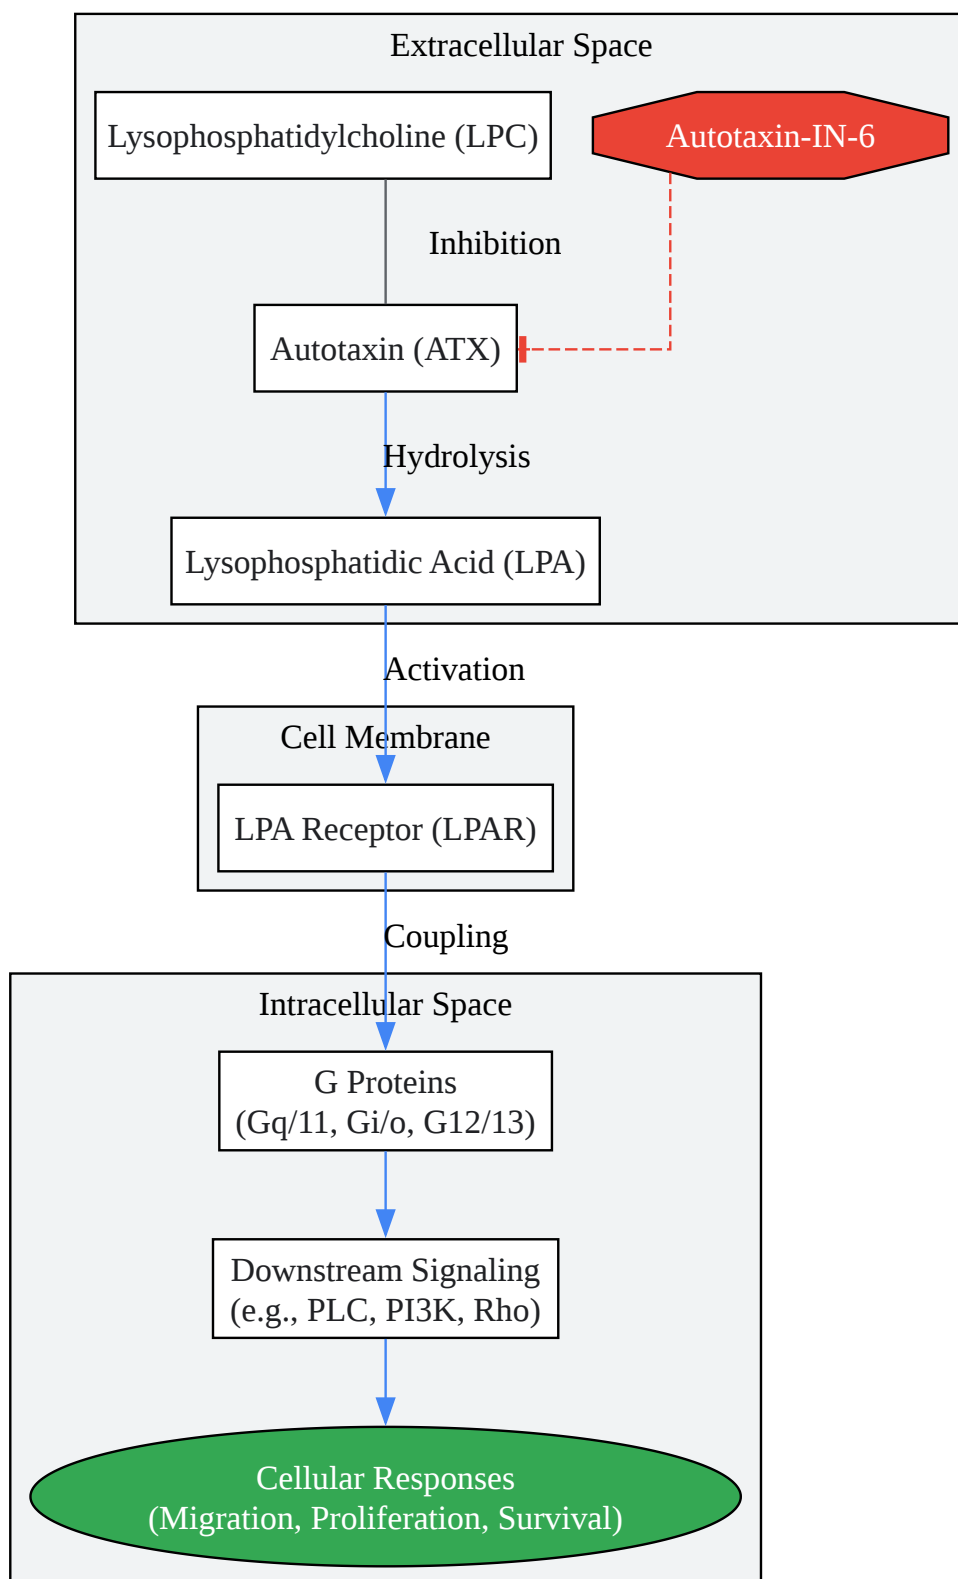 Extracellular Space
Lysophosphatidylcholine (LPC)
Autotaxin-IN-6
Inhibition
Autotaxin (ATX)
Hydrolysis
Lysophosphatidic Acid (LPA)
Activation
Cell Membrane
LPA Receptor (LPAR)
Coupling
Intracellular Space
G Proteins
(Gq/11, Gi/o, G12/13)
Downstream Signaling
(e.g., PLC, PI3K, Rho)
Cellular Responses
(Migration, Proliferation, Survival)